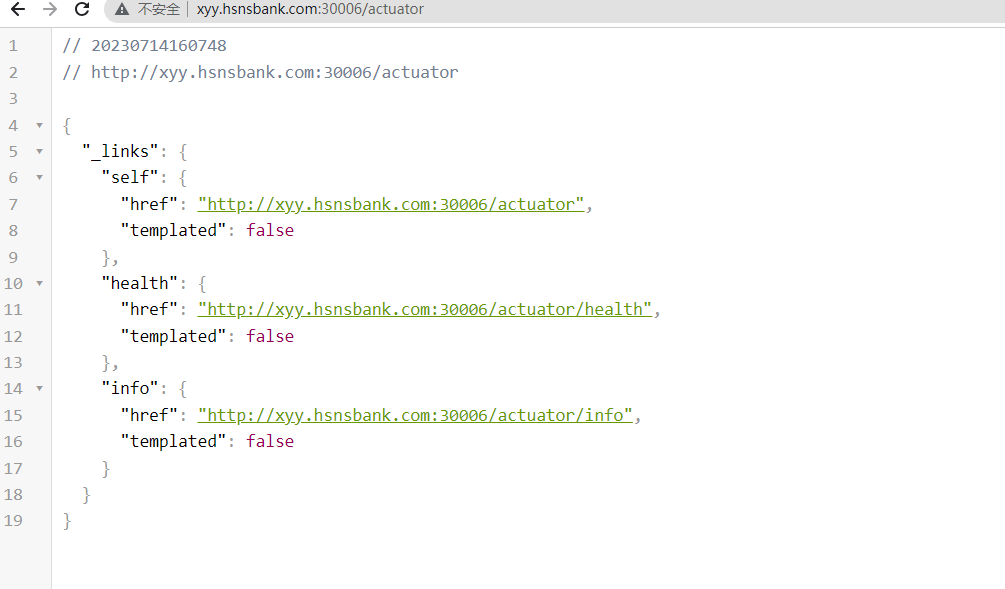 不安全 | xyy.hsnsbank.com:30006/actuator
1 // 20230714160748
2 // http://xyy.hsnsbank.com:30006/actuator
3
4 {
5 "_links": {
6 "self": {
7 "href": "http://xyy.hsnsbank.com:30006/actuator",
8 "templated": false
9 },
10 "health": {
11 "href": "http://xyy.hsnsbank.com:30006/actuator/health",
12 "templated": false
13 },
14 "info": {
15 "href": "http://xyy.hsnsbank.com:30006/actuator/info",
16 "templated": false
17 }
18 }
19 }